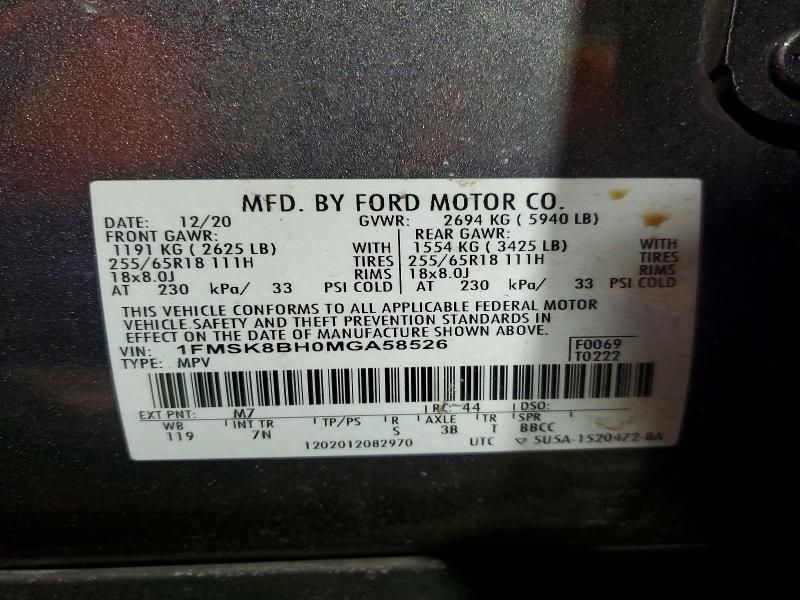 MFD. BY FORD MOTOR CO.
DATE: 12/20 GVWR: 2694 KG ( 5940 LB)
FRONT GAWR: REAR GAWR:
1191 KG ( 2625 LB) WITH 1554 KG ( 3425 LB) WITH
255/65R18 111H TIRES 255/65R18 111H TIRES
18x8.0J RIMS 18x8.0J RIMS
AT 230 kPa/ 33 PSI COLD AT 230 kPa/ 33 PSI COLD
THIS VEHICLE CONFORMS TO ALL APPLICABLE FEDERAL MOTOR
VEHICLE SAFETY AND THEFT PREVENTION STANDARDS IN
EFFECT ON THE DATE OF MANUFACTURE SHOWN ABOVE.
VIN: 1FMSK8BH0MGA58526 F0069
TYPE: MPV T0222
EXT PNT: M7 RC: 44 DSO:
WB INT TR TP/PS R AXLE TR SPR
119 7N S 3B T BBCC
1202012082970 UTC ▽ 5U5A-1520472-BA